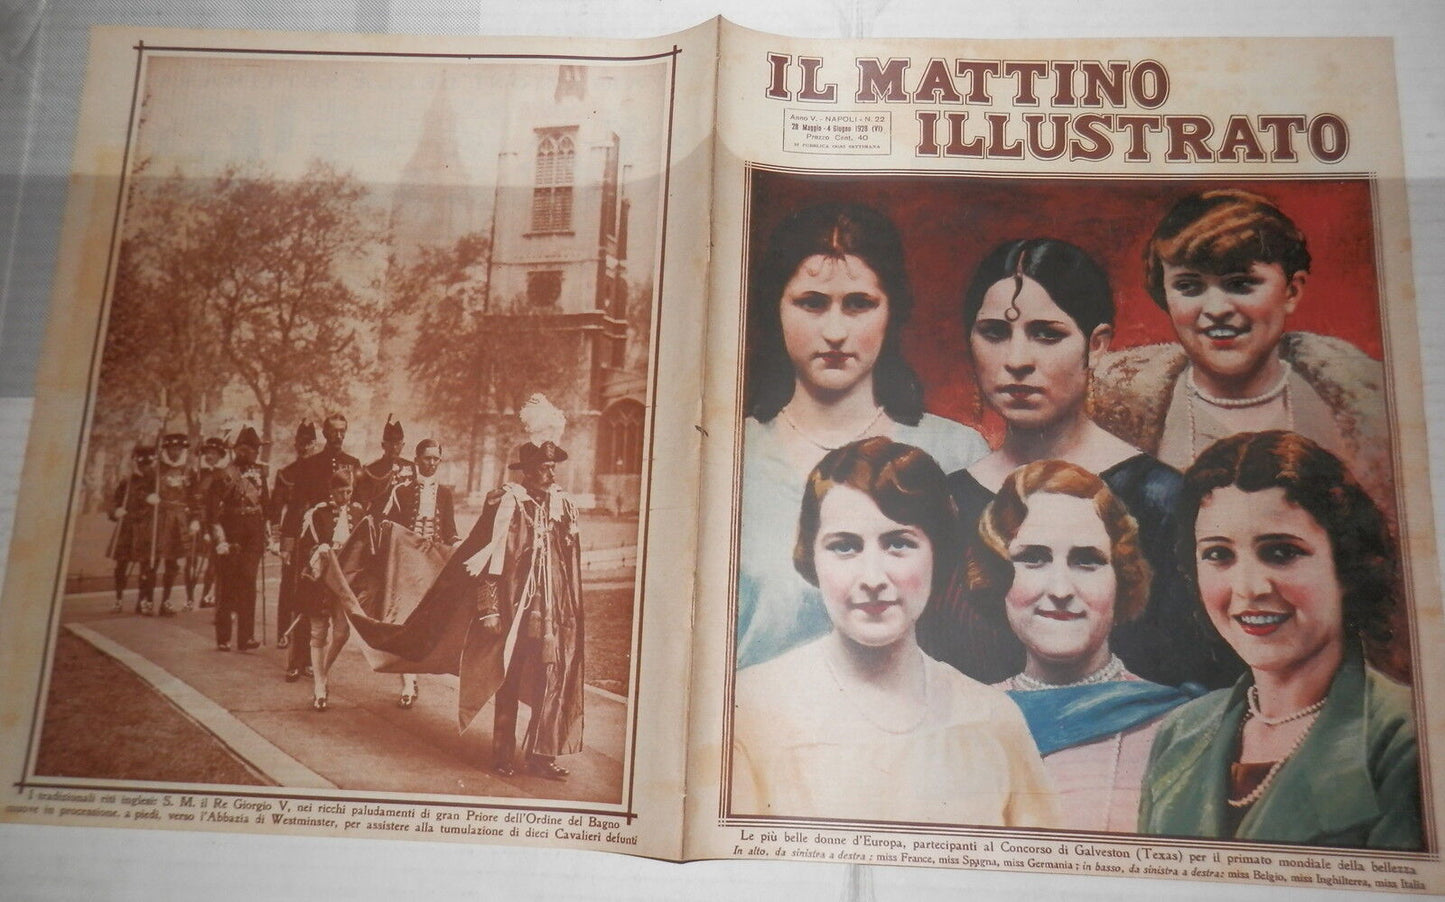 I tradizionali riti inglesi: S. M. il Re Giorgio V, nei ricchi paludamenti di gran Priore dell'Ordine del Bagno
muove in processione, a piedi, verso l'Abbazia di Westminster, per assistere alla tumulazione di dieci Cavalieri defunti
IL MATTINO
ILLUSTRATO
Anno V. - NAPOLI - N. 22
28 Maggio - 4 Giugno 1928 (VI)
Prezzo Cent. 40
SI PUBBLICA OGNI SETTIMANA
Le più belle donne d'Europa, partecipanti al Concorso di Galveston (Texas) per il primato mondiale della bellezza
In alto, da sinistra a destra: miss France, miss Spagna, miss Germania; in basso, da sinistra a destra: miss Belgio, miss Inghilterra, miss Italia